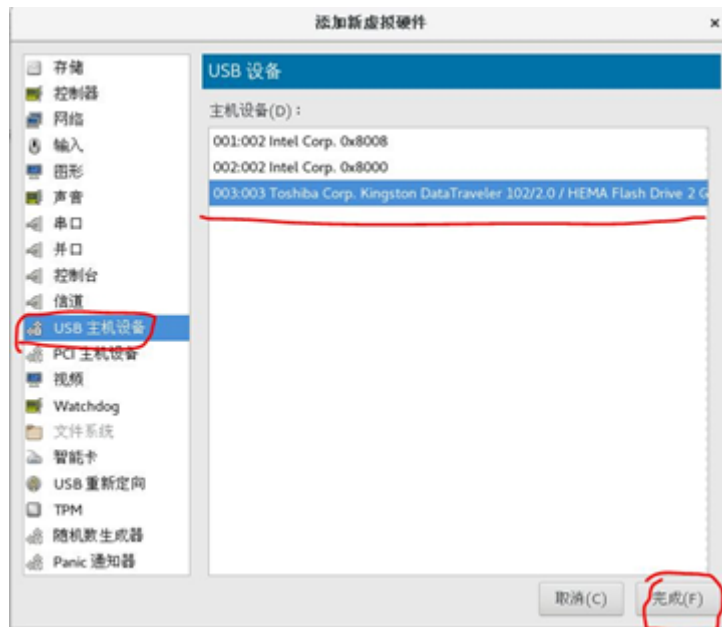 添加新虚拟硬件
×
存储
控制器
网络
输入
图形
声音
串口
并口
控制台
信道
USB 主机设备
PCI 主机设备
视频
Watchdog
文件系统
智能卡
USB 重新定向
TPM
随机数生成器
Panic 通知器
USB 设备
主机设备(D)：
001:002 Intel Corp. 0x8008
002:002 Intel Corp. 0x8000
003:003 Toshiba Corp. Kingston DataTraveler 102/2.0 / HEMA Flash Drive 2 G
取消(C)
完成(F)